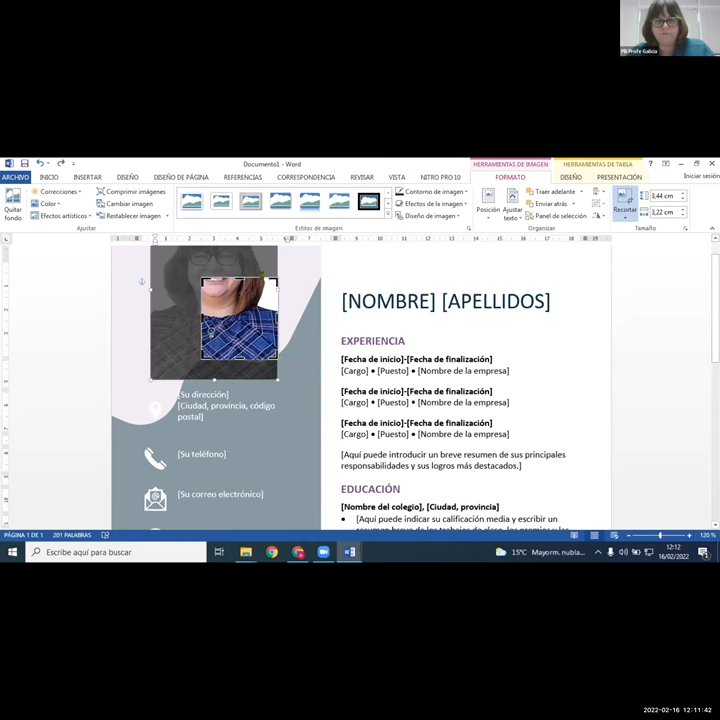 PB Profe Galicia
Documento1 - Word
HERRAMIENTAS DE IMAGEN
HERRAMIENTAS DE TABLA
ARCHIVO
INICIO
INSERTAR
DISEÑO
DISEÑO DE PÁGINA
REFERENCIAS
CORRESPONDENCIA
REVISAR
VISTA
NITRO PRO 10
FORMATO
DISEÑO
PRESENTACIÓN
Iniciar sesión
Quitar fondo
Correcciones
Color
Efectos artísticos
Comprimir imágenes
Cambiar imagen
Restablecer imagen
Contorno de imagen
Efectos de la imagen
Diseño de imagen
Posición
Ajustar texto
Traer adelante
Enviar atrás
Panel de selección
Recortar
3,44 cm
3,22 cm
Ajustar
Estilos de imagen
Organizar
Tamaño
[NOMBRE] [APELLIDOS]
EXPERIENCIA
[Fecha de inicio]-[Fecha de finalización]
[Cargo] • [Puesto] • [Nombre de la empresa]
[Fecha de inicio]-[Fecha de finalización]
[Cargo] • [Puesto] • [Nombre de la empresa]
[Fecha de inicio]-[Fecha de finalización]
[Cargo] • [Puesto] • [Nombre de la empresa]
[Aquí puede introducir un breve resumen de sus principales
responsabilidades y sus logros más destacados.]
EDUCACIÓN
[Nombre del colegio], [Ciudad, provincia]
• [Aquí puede indicar su calificación media y escribir un
[Su dirección]
[Ciudad, provincia, código
postal]
[Su teléfono]
[Su correo electrónico]
PÁGINA 1 DE 1
201 PALABRAS
120 %
Escribe aquí para buscar
15°C Mayorm. nubla...
12:12
16/02/2022
2022-02-16 12:11:42